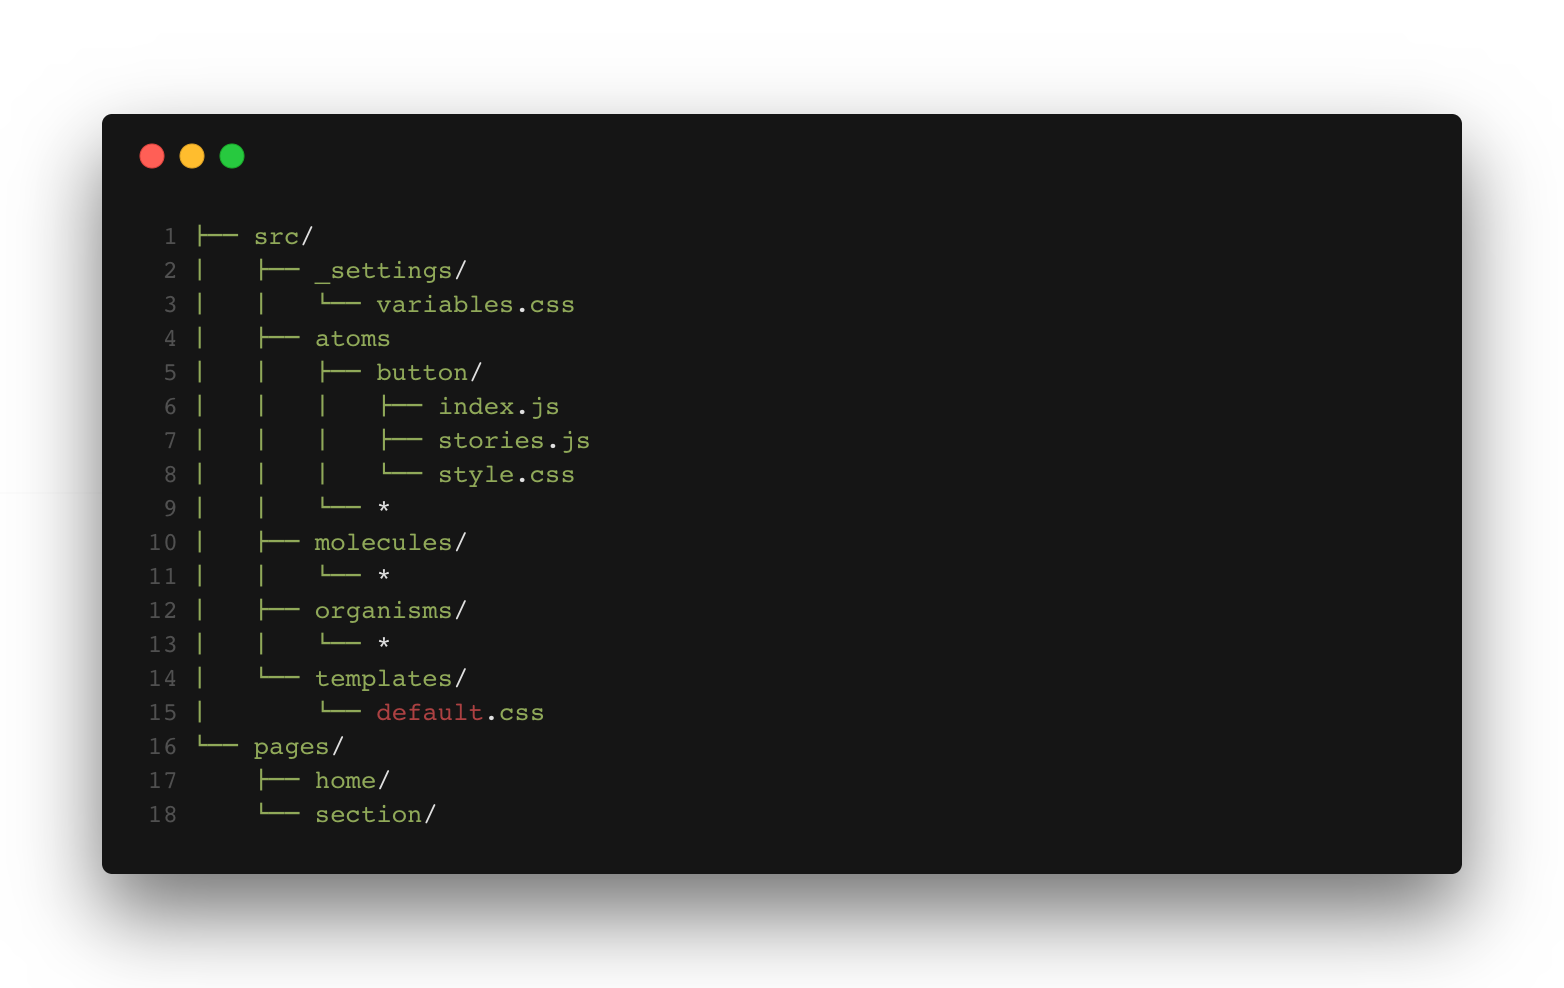 1 ├── src/
2 │   ├── _settings/
3 │   │   └── variables.css
4 │   ├── atoms
5 │   │   ├── button/
6 │   │   │   ├── index.js
7 │   │   │   ├── stories.js
8 │   │   │   └── style.css
9 │   │   └── *
10 │   ├── molecules/
11 │   │   └── *
12 │   ├── organisms/
13 │   │   └── *
14 │   └── templates/
15 │       └── default.css
16 └── pages/
17     ├── home/
18     └── section/